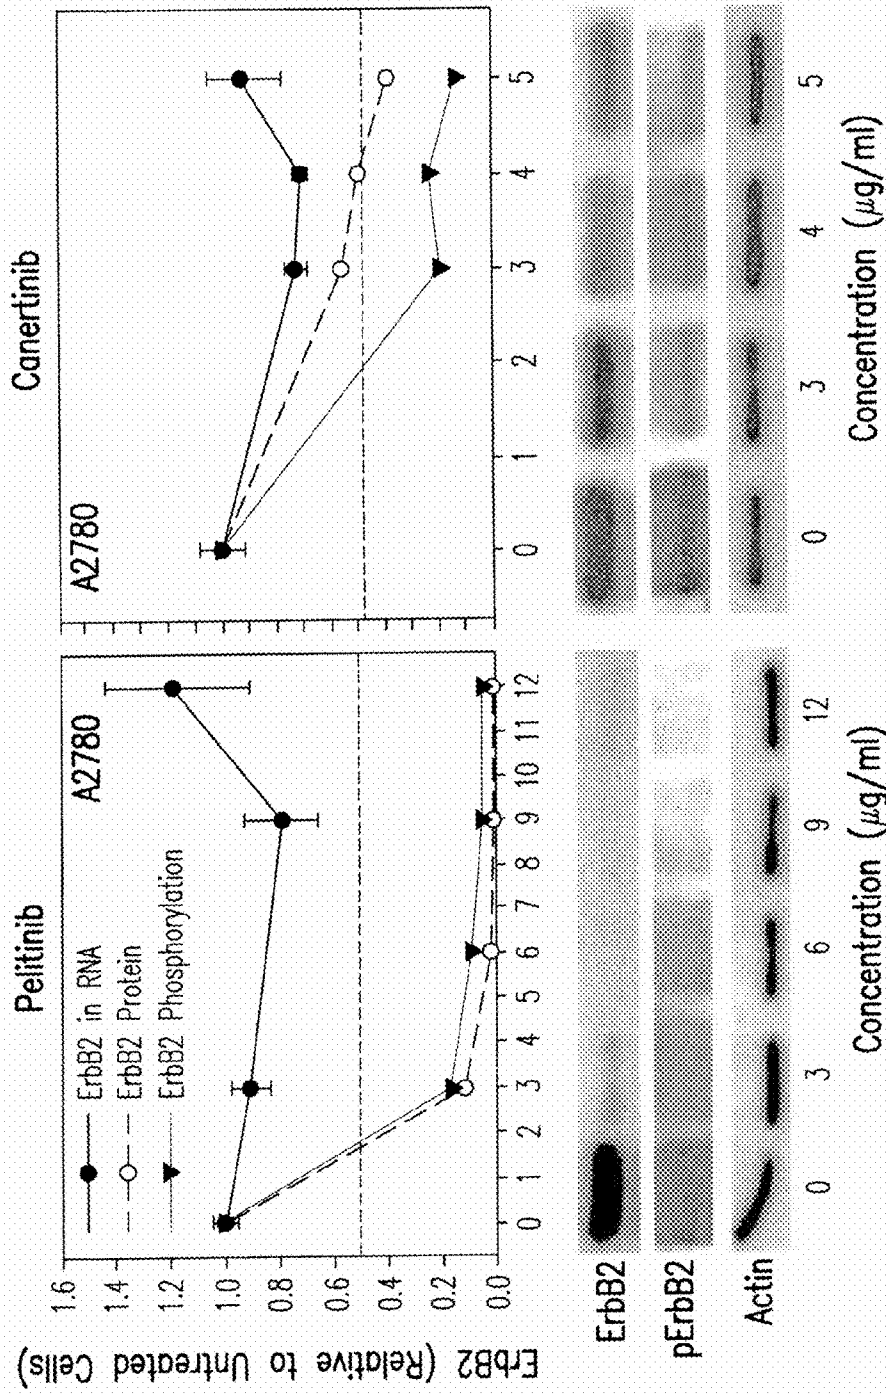 Pelitinib
A2780
ErbB2 in RNA
ErbB2 Protein
ErbB2 Phosphorylation
ErbB2 (Relative to Untreated Cells)
1.6
1.4
1.2
1.0
0.8
0.6
0.4
0.2
0.0
0 1 2 3 4 5 6 7 8 9 10 11 12
Canertinib
A2780
0 1 2 3 4 5
ErbB2
pErbB2
Actin
0 3 6 9 12
Concentration (μg/ml)
0 3 4 5
Concentration (μg/ml)